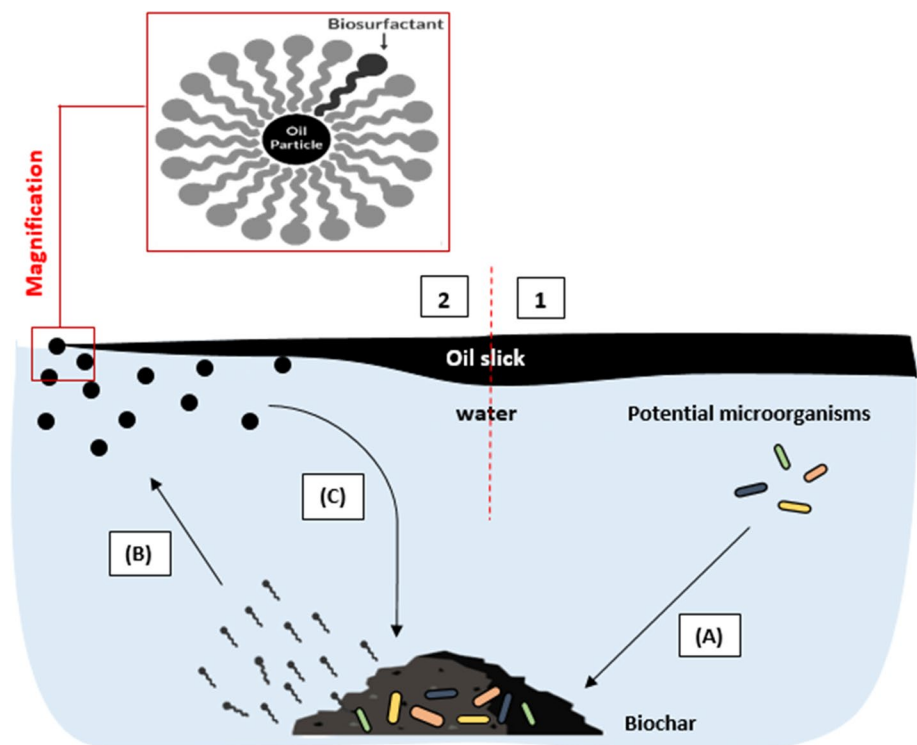 Biosurfactant
Oil
Particle
Magnification
2
1
Oil slick
water
Potential microorganisms
(C)
(B)
(A)
Biochar